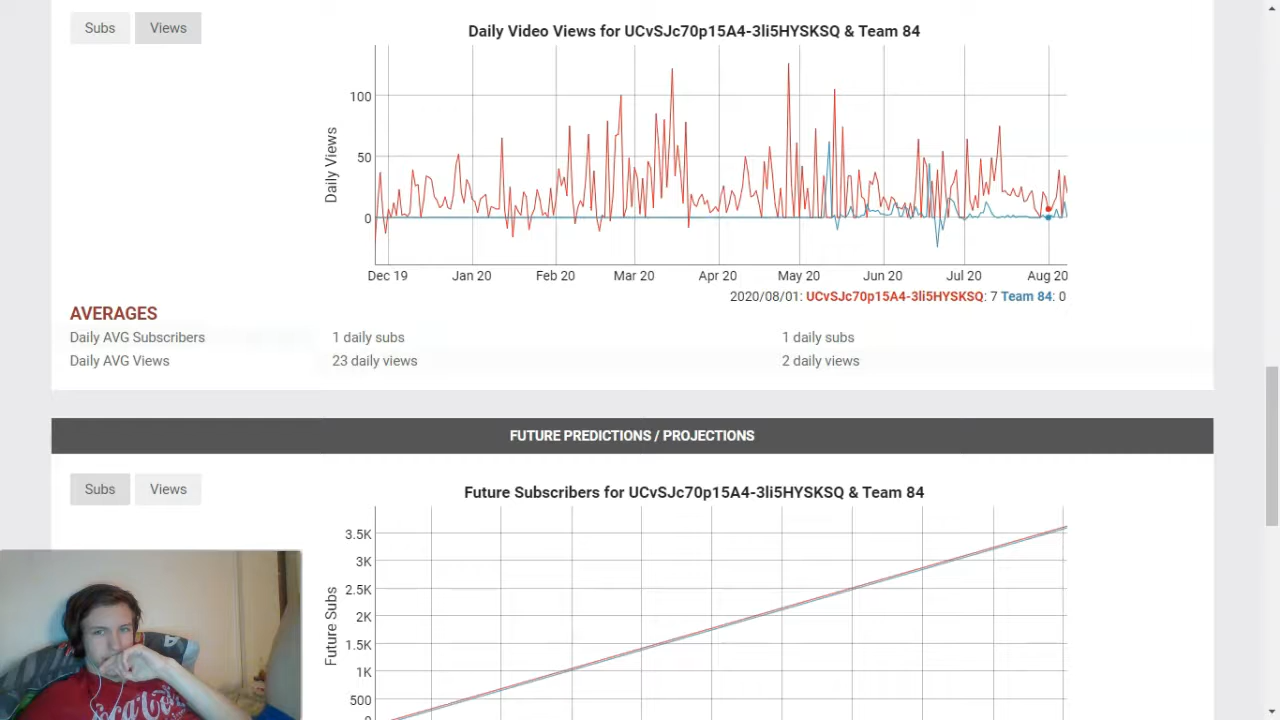 Subs Views
Daily Video Views for UCvSJc70p15A4-3li5HYSKSQ & Team 84
Daily Views
100
50
0
Dec 19 Jan 20 Feb 20 Mar 20 Apr 20 May 20 Jun 20 Jul 20 Aug 20
2020/08/01: UCvSJc70p15A4-3li5HYSKSQ: 7 Team 84: 0
AVERAGES
Daily AVG Subscribers 1 daily subs 1 daily subs
Daily AVG Views 23 daily views 2 daily views
FUTURE PREDICTIONS / PROJECTIONS
Subs Views
Future Subscribers for UCvSJc70p15A4-3li5HYSKSQ & Team 84
Future Subs
3.5K
3K
2.5K
2K
1.5K
1K
500
0
Coca-Cola